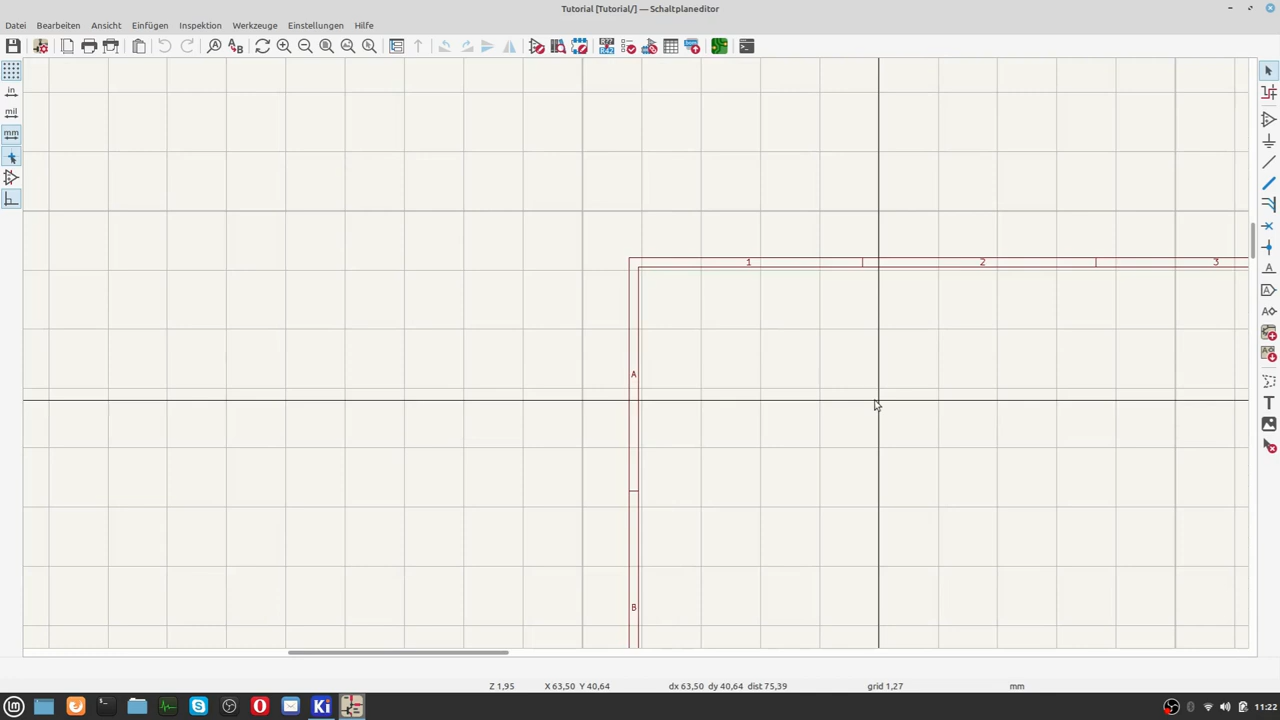 Tutorial [Tutorial/] — Schaltplaneditor
Datei Bearbeiten Ansicht Einfügen Inspektion Werkzeuge Einstellungen Hilfe
in
mil
mm
1 2 3
A
B
A
T
Z 1,95 X 63,50 Y 40,64 dx 63,50 dy 40,64 dist 75,39 grid 1,27 mm
Ki 11:22